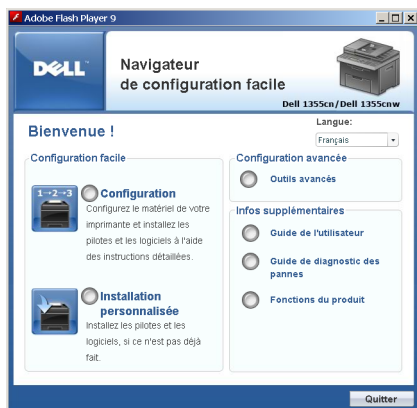 Adobe Flash Player 9
DELL™
Navigateur
de configuration facile
Dell 1355cn/Dell 1355cnw
Bienvenue !
Langue:
Français
Configuration facile
1→2→3
Configuration
Configurez le matériel de votre
imprimante et installez les
pilotes et les logiciels à l'aide
des instructions détaillées.
Installation
personnalisée
Installez les pilotes et les
logiciels, si ce n'est pas déjà
fait.
Configuration avancée
Outils avancés
Infos supplémentaires
Guide de l'utilisateur
Guide de diagnostic des
pannes
Fonctions du produit
Quitter